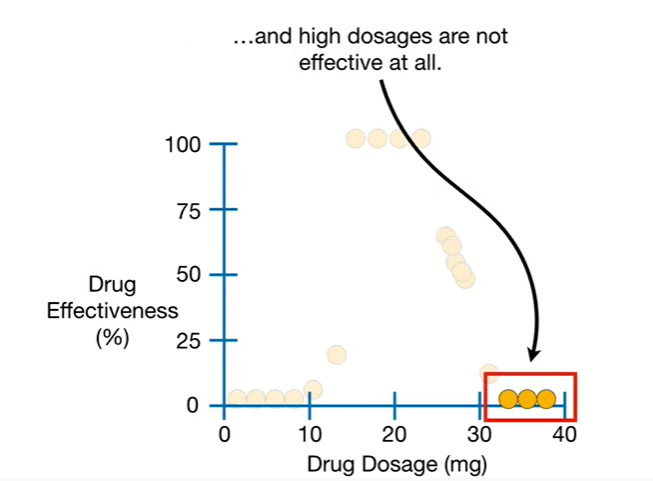 ...and high dosages are not
effective at all.
100
75
50
25
0
Drug
Effectiveness
(%)
0 10 20 30 40
Drug Dosage (mg)